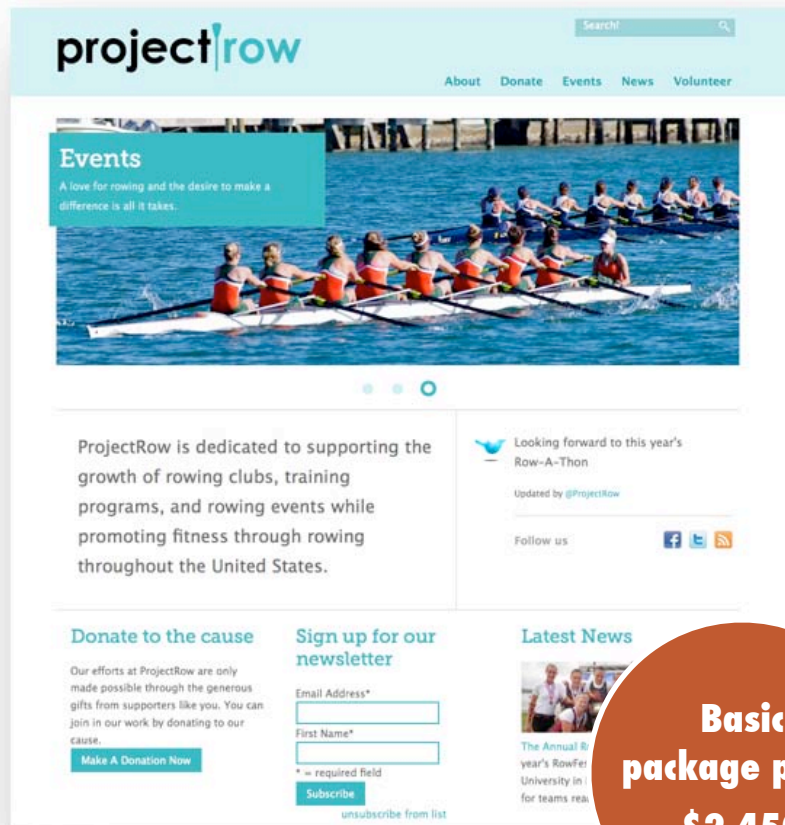 projectrow
Search!
About Donate Events News Volunteer
Events
A love for rowing and the desire to make a
difference is all it takes.
ProjectRow is dedicated to supporting the
growth of rowing clubs, training
programs, and rowing events while
promoting fitness through rowing
throughout the United States.
Looking forward to this year's
Row-A-Thon
Updated by @ProjectRow
Follow us
Donate to the cause
Our efforts at ProjectRow are only
made possible through the generous
gifts from supporters like you. You can
join in our work by donating to our
cause.
Make A Donation Now
Sign up for our
newsletter
Email Address*
First Name*
* = required field
Subscribe
unsubscribe from list
Latest News
The Annual
year's
University in
for teams
Basic
package